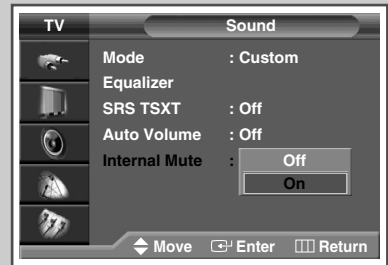 TV Sound
Mode : Custom
Equalizer
SRS TSXT : Off
Auto Volume : Off
Internal Mute : Off
On
Move Enter Return